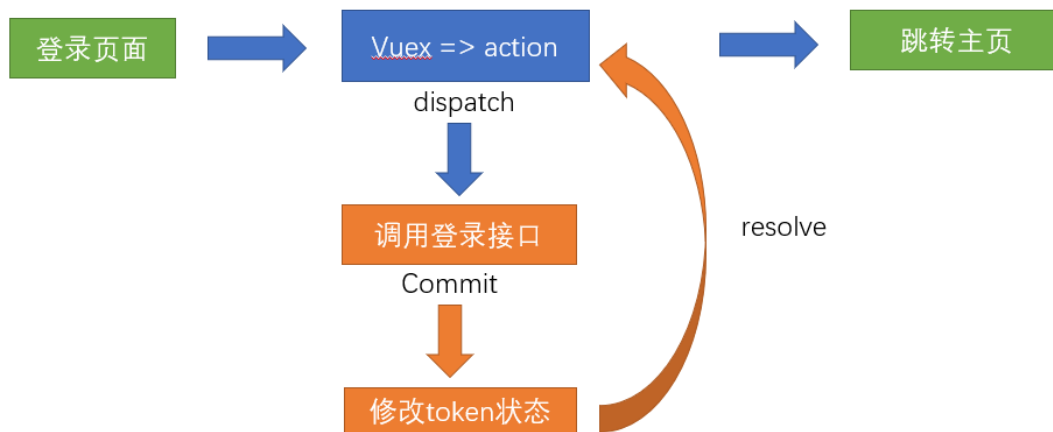 登录页面
Vuex => action
跳转主页
dispatch
调用登录接口
resolve
Commit
修改token状态